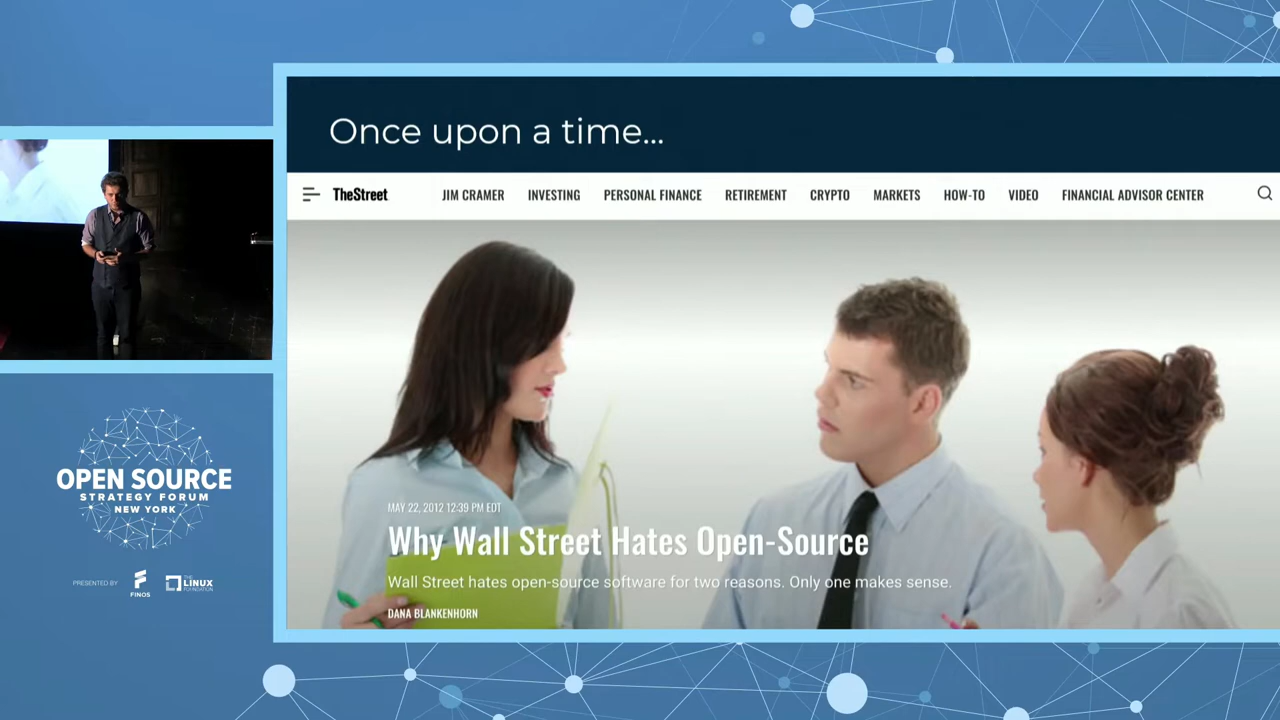 Once upon a time...
TheStreet JIM CRAMER INVESTING PERSONAL FINANCE RETIREMENT CRYPTO MARKETS HOW-TO VIDEO FINANCIAL ADVISOR CENTER
MAY 22, 2012 12:39 PM EDT
Why Wall Street Hates Open-Source
Wall Street hates open-source software for two reasons. Only one makes sense.
DANA BLANKENHORN
OPEN SOURCE
STRATEGY FORUM
NEW YORK
PRESENTED BY
FINOS
THE
LINUX
FOUNDATION